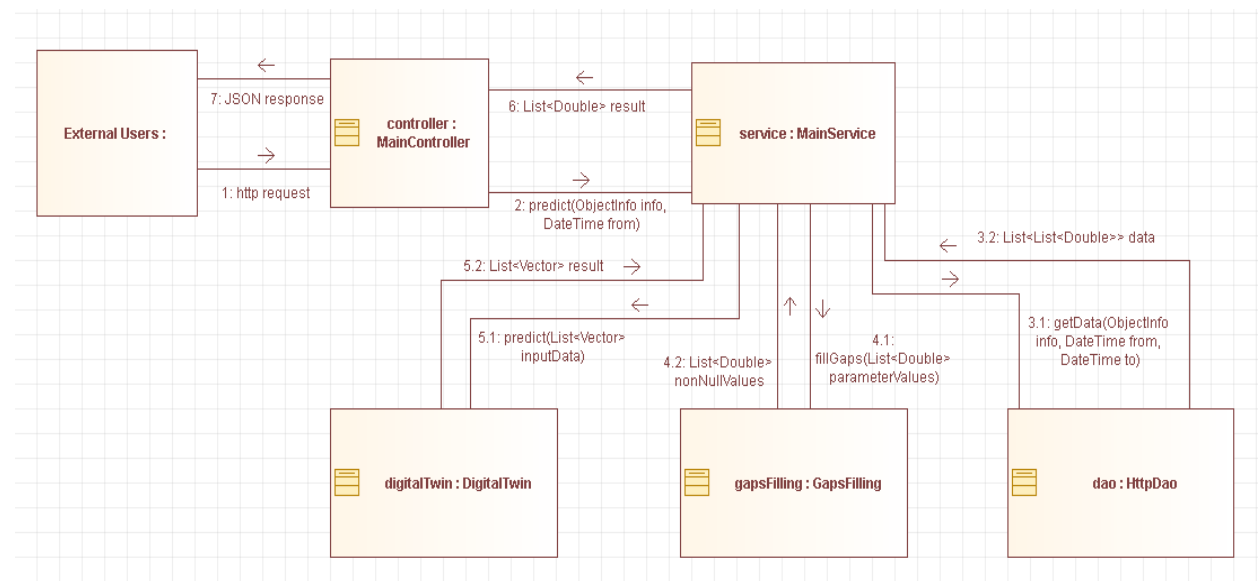 External Users :
7: JSON response
1: http request
controller :
MainController
6: List<Double> result
2: predict(ObjectInfo info,
DateTime from)
service : MainService
5.2: List<Vector> result
5.1: predict(List<Vector>
inputData)
4.2: List<Double>
nonNullValues
4.1:
fillGaps(List<Double>
parameterValues)
3.2: List<List<Double>> data
3.1: getData(ObjectInfo
info, DateTime from,
DateTime to)
digitalTwin : DigitalTwin
gapsFilling : GapsFilling
dao : HttpDao